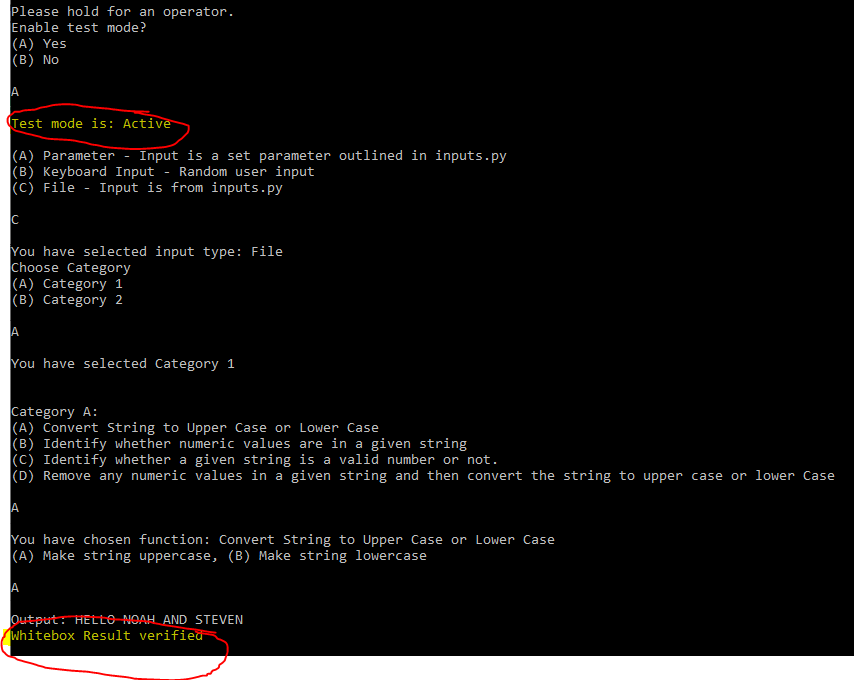 Please hold for an operator.
Enable test mode?
(A) Yes
(B) No
A
Test mode is: Active
(A) Parameter - Input is a set parameter outlined in inputs.py
(B) Keyboard Input - Random user input
(C) File - Input is from inputs.py
C
You have selected input type: File
Choose Category
(A) Category 1
(B) Category 2
A
You have selected Category 1
Category A:
(A) Convert String to Upper Case or Lower Case
(B) Identify whether numeric values are in a given string
(C) Identify whether a given string is a valid number or not.
(D) Remove any numeric values in a given string and then convert the string to upper case or lower Case
A
You have chosen function: Convert String to Upper Case or Lower Case
(A) Make string uppercase, (B) Make string lowercase
A
Output: HELLO NOAH AND STEVEN
Whitebox Result verified